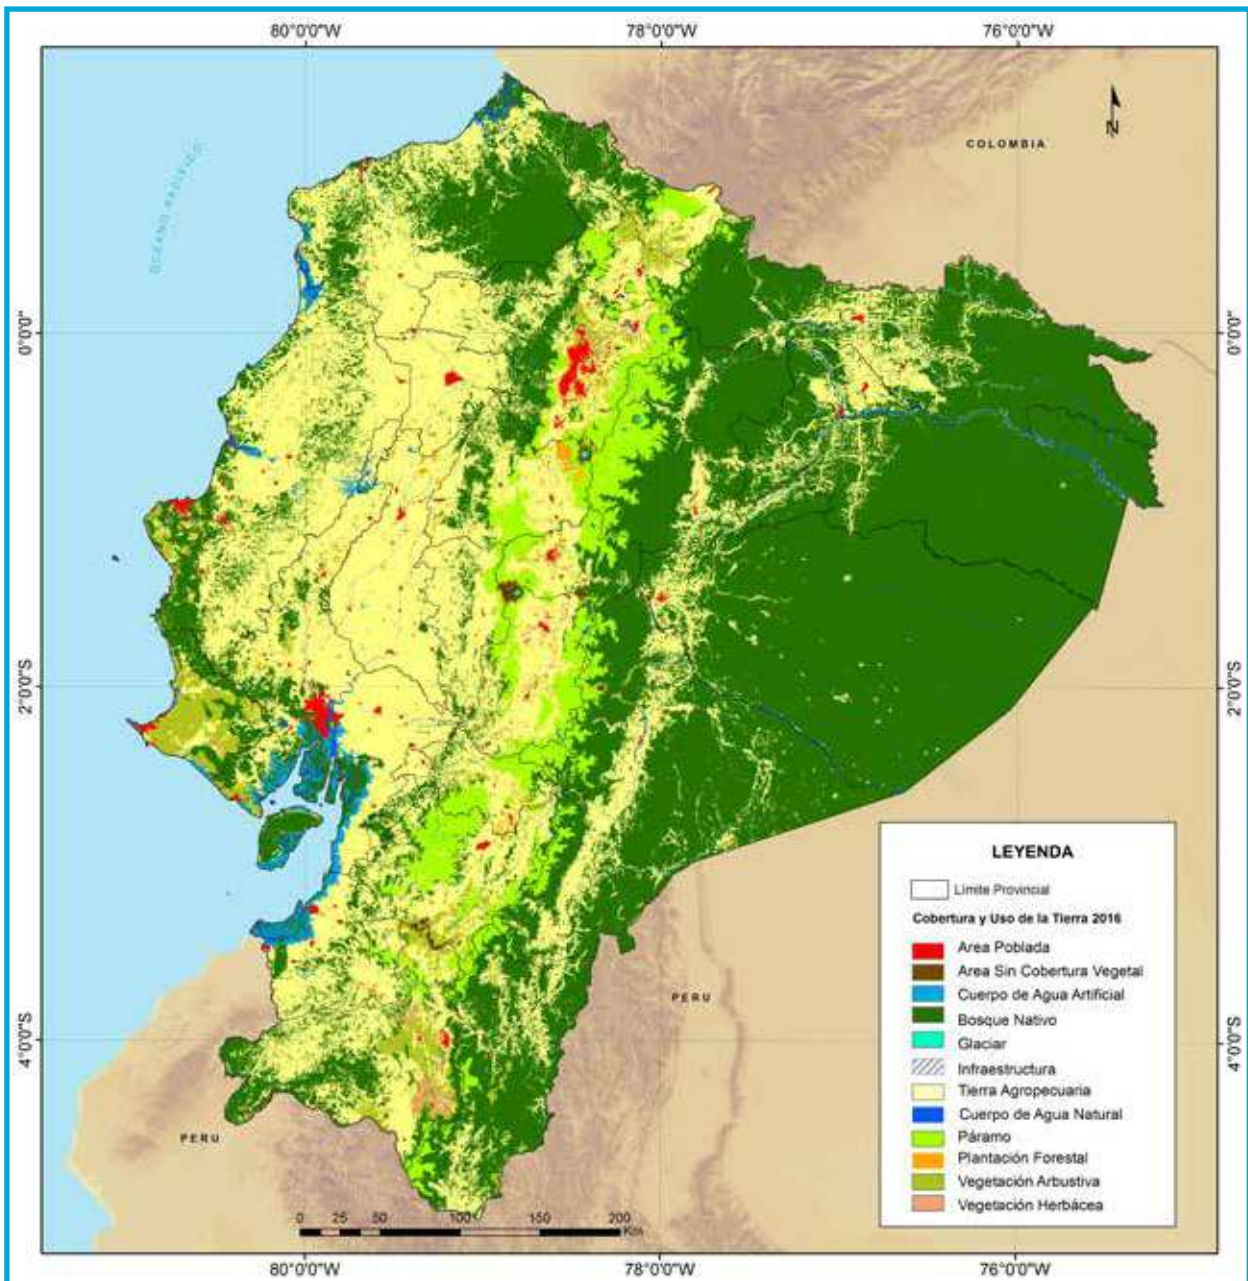 80°0'0"W 78°0'0"W 76°0'0"W
N
COLOMBIA
OCEANO PACIFICO
0°0'0" 0°0'0"
2°0'0"S 2°0'0"S
4°0'0"S 4°0'0"S
PERU
PERU
LEYENDA
Límite Provincial
Cobertura y Uso de la Tierra 2016
Area Poblada
Area Sin Cobertura Vegetal
Cuerpo de Agua Artificial
Bosque Nativo
Glaciar
Infraestructura
Tierra Agropecuaria
Cuerpo de Agua Natural
Páramo
Plantación Forestal
Vegetación Arbustiva
Vegetación Herbácea
0 25 50 100 150 200
Km
80°0'0"W 78°0'0"W 76°0'0"W